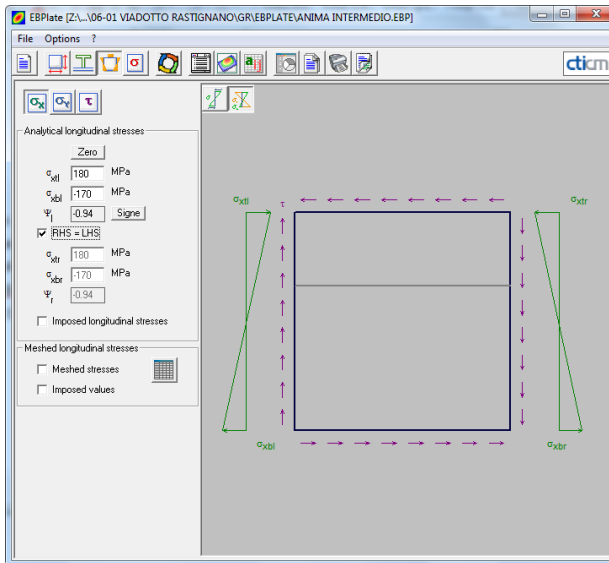 EBPlate [Z:\...\06-01 VIADOTTO RASTIGNANO\GR\EBPLATE\ANIMA INTERMEDIO.EBP]
File Options ?
σ a cticm
σx σY τ
Analytical longitudinal stresses
Zero
σxtl 180 MPa
σxbl -170 MPa
Ψl -0.94 Signe
RHS = LHS
σxtr 180 MPa
σxbr -170 MPa
Ψr -0.94
Imposed longitudinal stresses
Meshed longitudinal stresses
Meshed stresses
Imposed values
σxtl τ σxtr
σxbl σxbr